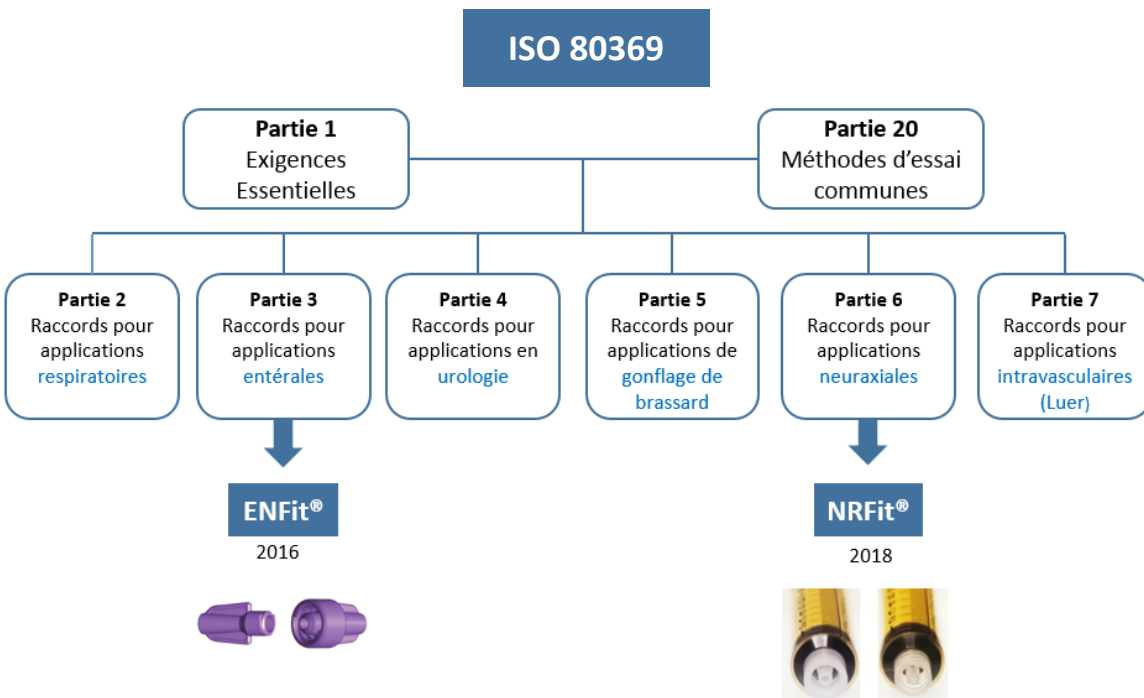 ISO 80369
Partie 1
Exigences
Essentielles
Partie 20
Méthodes d'essai
communes
Partie 2
Raccords pour
applications
respiratoires
Partie 3
Raccords pour
applications
entérales
Partie 4
Raccords pour
applications en
urologie
Partie 5
Raccords pour
applications de
gonflage de
brassard
Partie 6
Raccords pour
applications
neuraxiales
Partie 7
Raccords pour
applications
intravasculaires
(Luer)
ENFit®
2016
NRFit®
2018